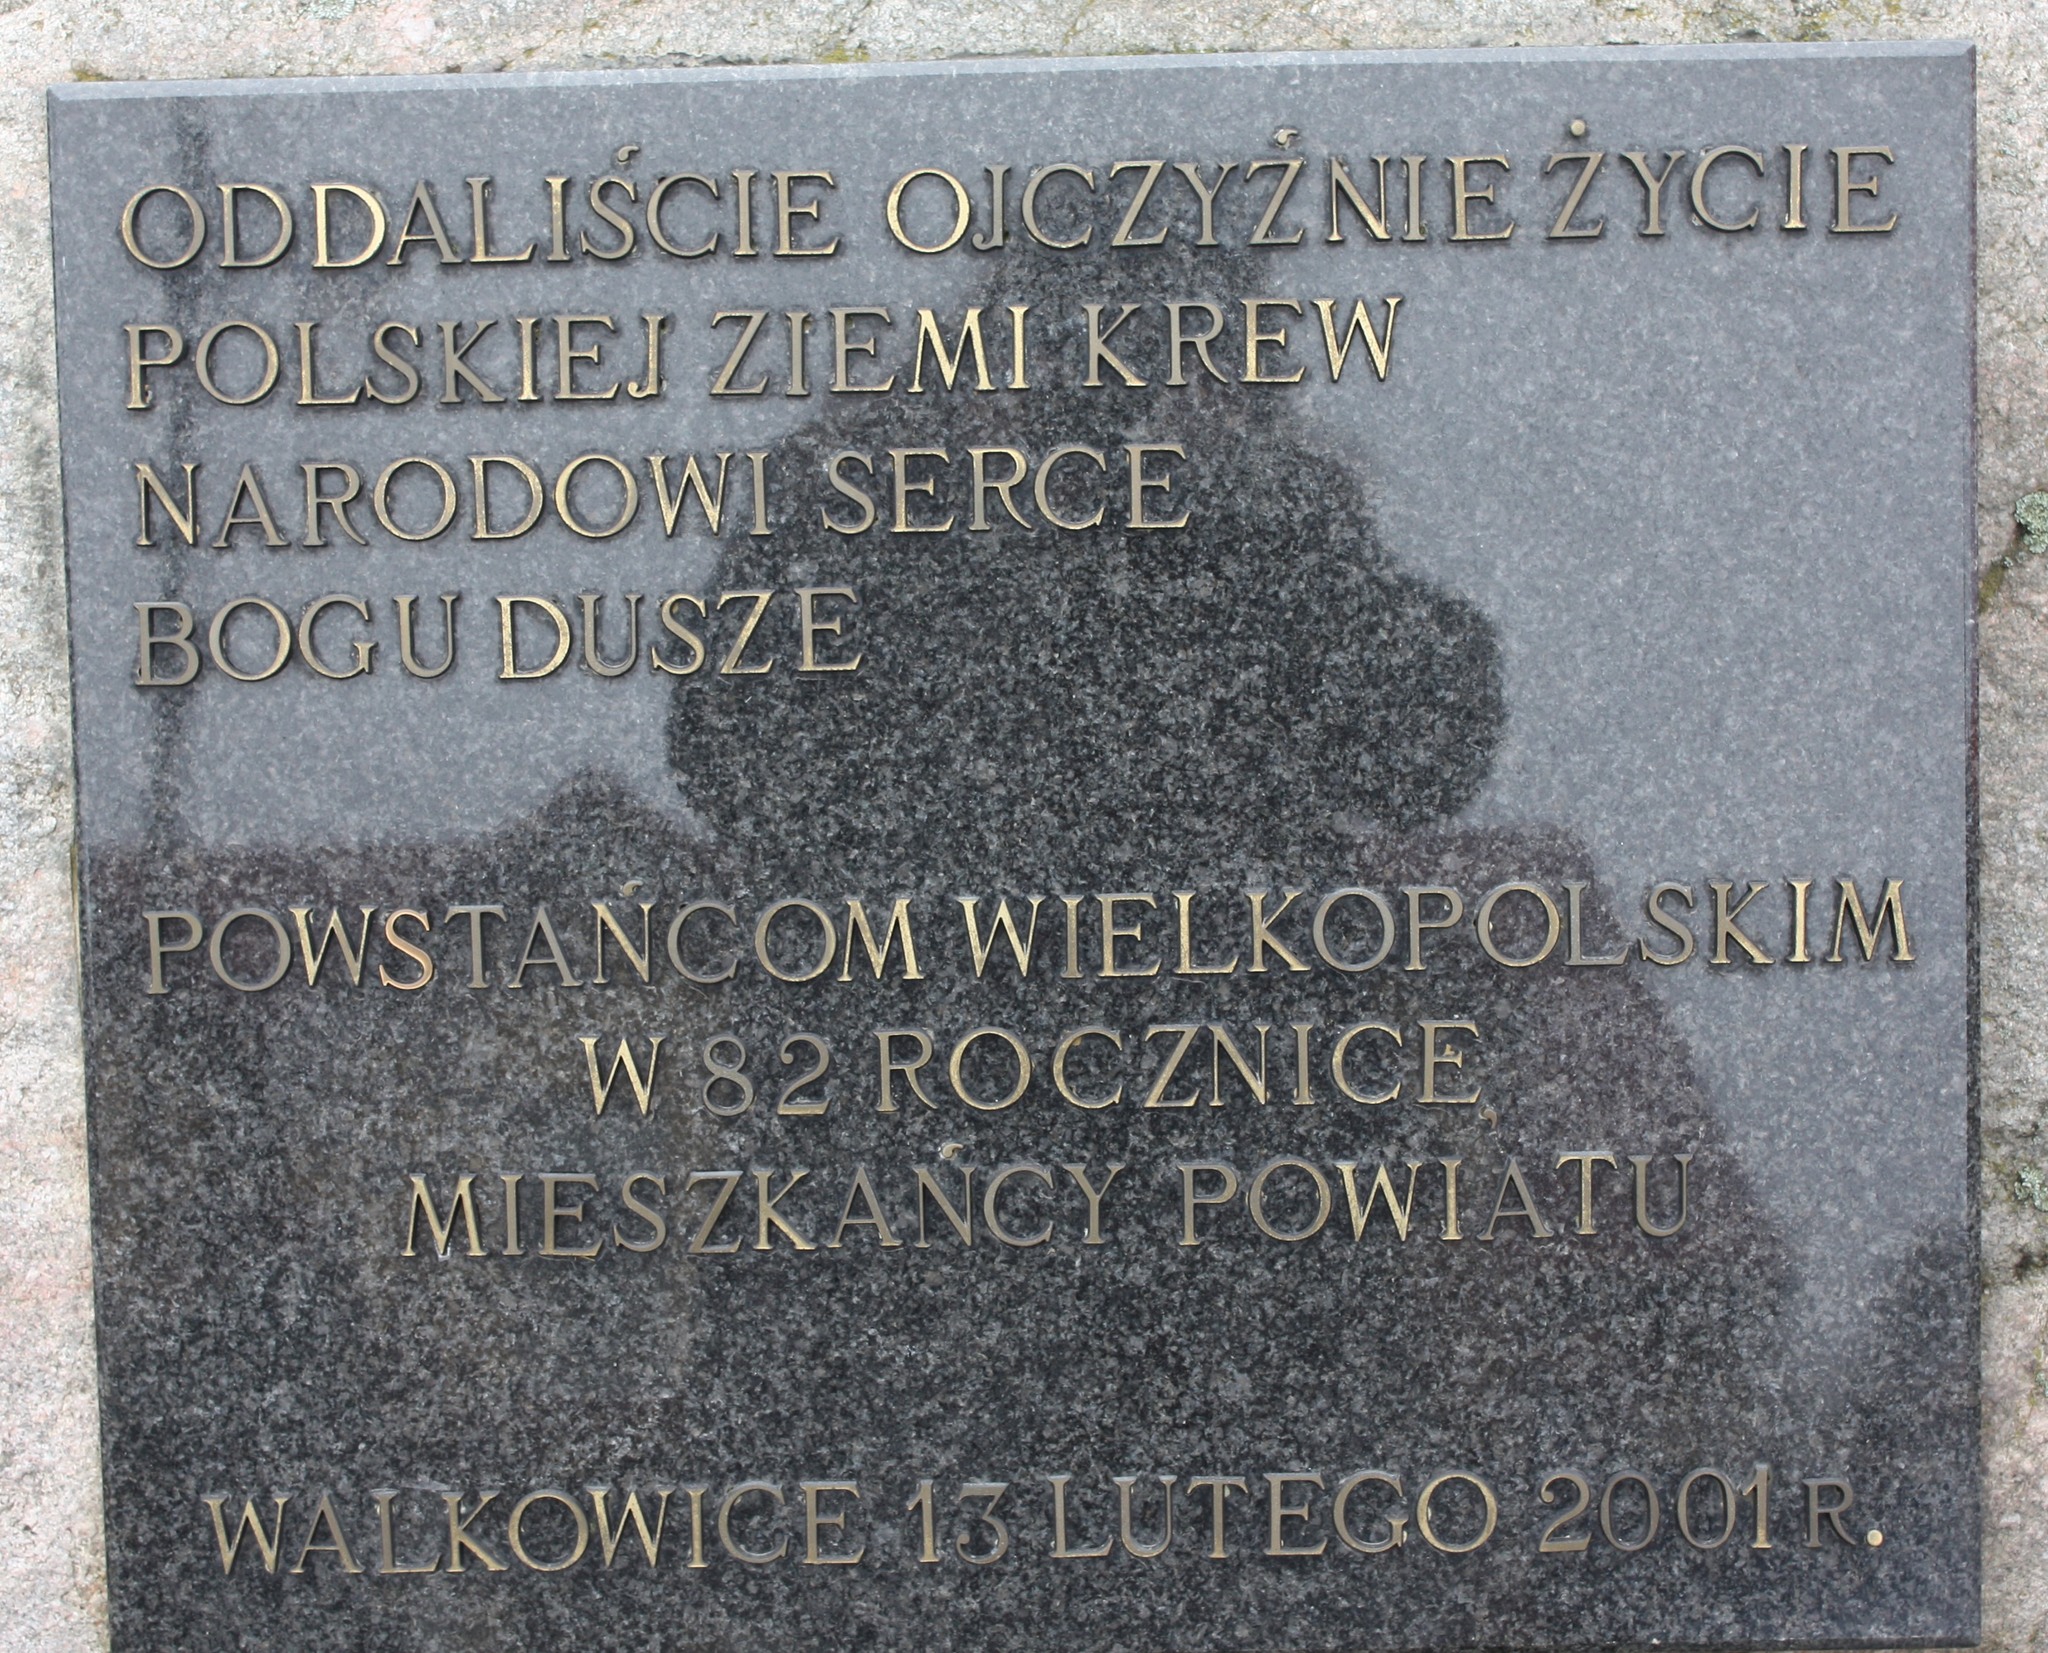 ODDALIŚCIE OJCZYŹNIE ŻYCIE
POLSKIEJ ZIEMI KREW
NARODOWI SERCE
BOGU DUSZE
POWSTAŃCOM WIELKOPOLSKIM
W 82 ROCZNICĘ
MIESZKAŃCY POWIATU
WALKOWICE 13 LUTEGO 2001 R.